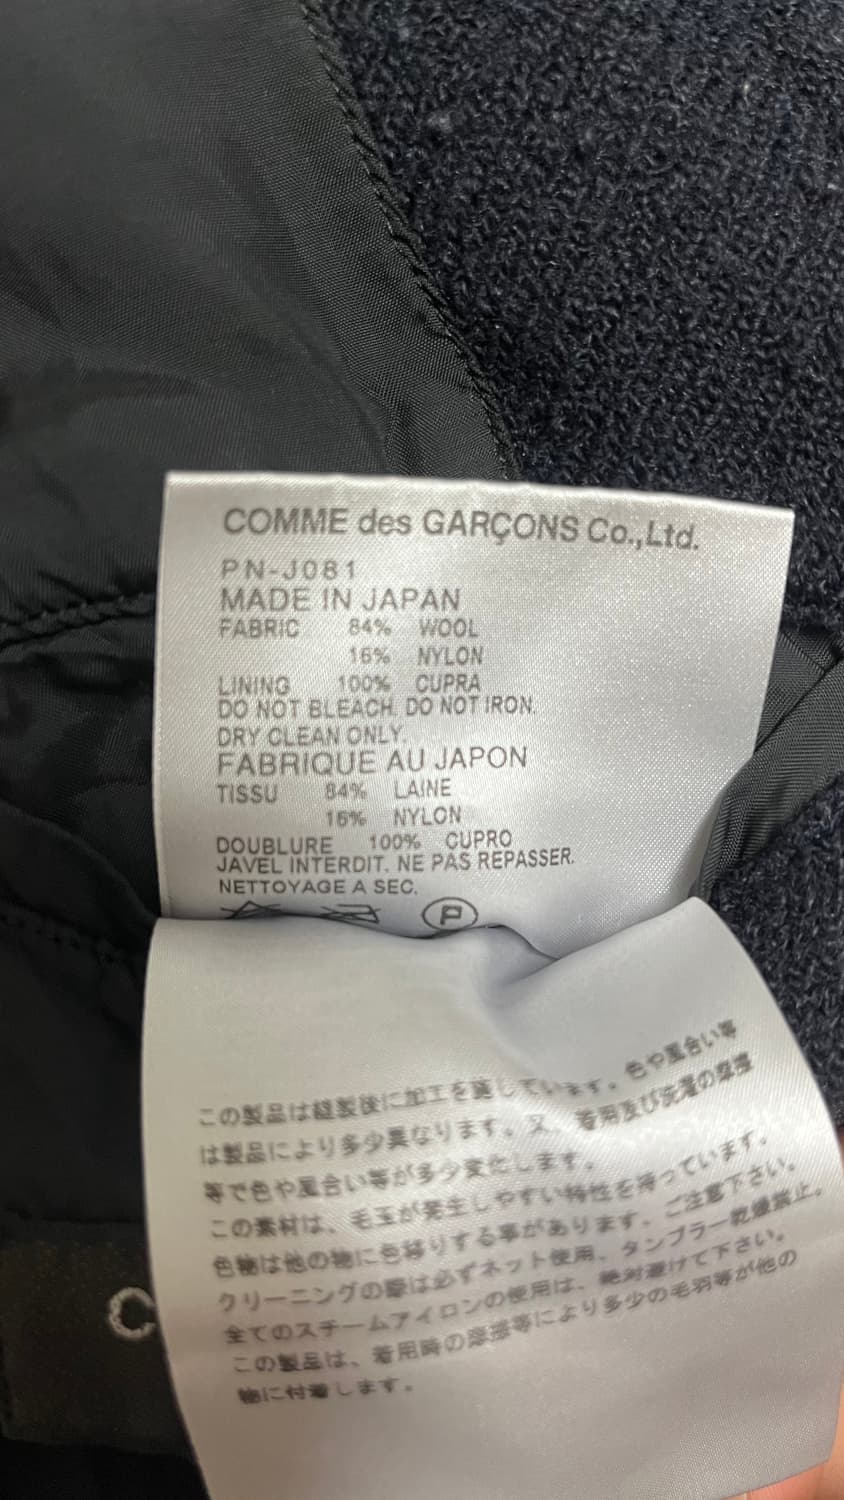 COMME des GARÇONS Co.,Ltd.
PN-J081
MADE IN JAPAN
FABRIC 84% WOOL
16% NYLON
LINING 100% CUPRA
DO NOT BLEACH. DO NOT IRON.
DRY CLEAN ONLY.
FABRIQUE AU JAPON
TISSU 84% LAINE
16% NYLON
DOUBLURE 100% CUPRO
JAVEL INTERDIT. NE PAS REPASSER.
NETTOYAGE A SEC.
P
この製品は縫製後に加工を施しています。色や風合い等
は製品により多少異なります。又、着用及び洗濯の摩擦
等で色や風合い等が多少変化します。
この素材は、毛玉が発生しやすい特性を持っています。
色物は他の物に色移りする事があります。ご注意下さい。
クリーニングの際は必ずネット使用、タンブラー乾燥禁止。
全てのスチームアイロンの使用は、絶対避けて下さい。
この製品は、着用時の摩擦等により多少の毛羽等が他の
物に付着します。
C